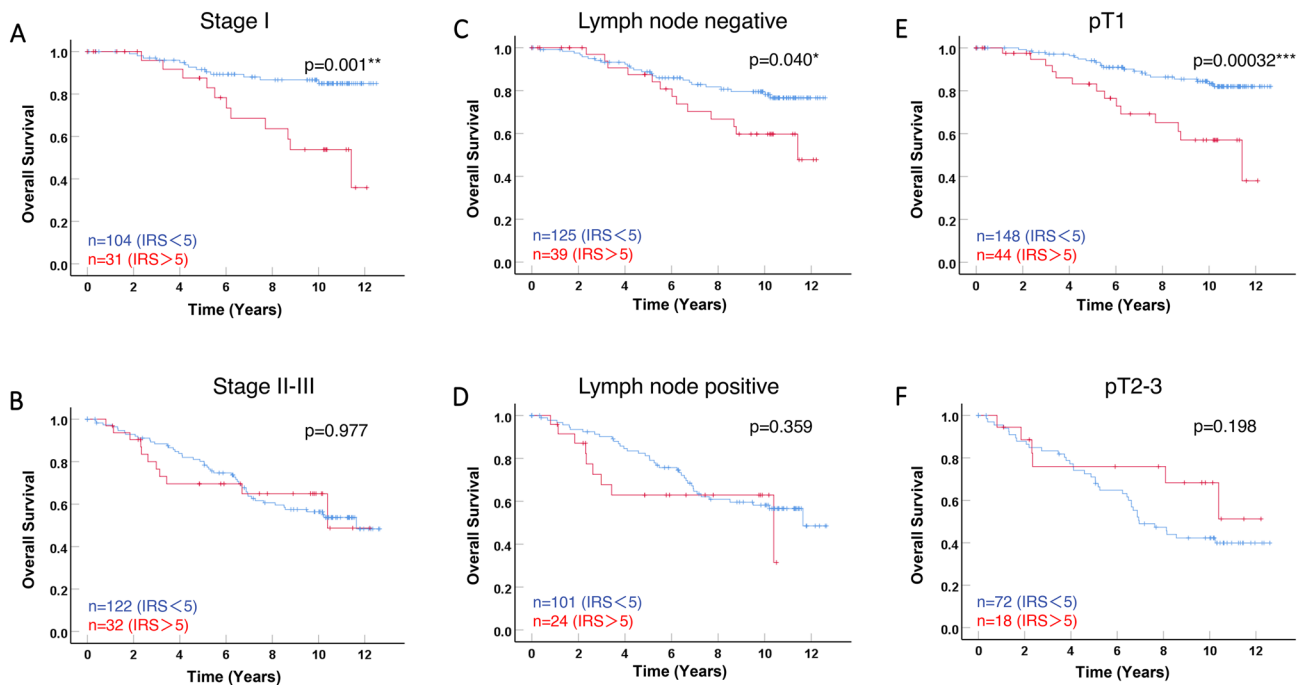 A
Stage I
1.0
0.8
0.6
0.4
0.2
0.0
Overall Survival
p=0.001**
n=104 (IRS<5)
n=31 (IRS>5)
0 2 4 6 8 10 12
Time (Years)
C
Lymph node negative
1.0
0.8
0.6
0.4
0.2
0.0
Overall Survival
p=0.040*
n=125 (IRS<5)
n=39 (IRS>5)
0 2 4 6 8 10 12
Time (Years)
E
pT1
1.0
0.8
0.6
0.4
0.2
0.0
Overall Survival
p=0.00032***
n=148 (IRS<5)
n=44 (IRS>5)
0 2 4 6 8 10 12
Time (Years)
B
Stage II-III
1.0
0.8
0.6
0.4
0.2
0.0
Overall Survival
p=0.977
n=122 (IRS<5)
n=32 (IRS>5)
0 2 4 6 8 10 12
Time (Years)
D
Lymph node positive
1.0
0.8
0.6
0.4
0.2
0.0
Overall Survival
p=0.359
n=101 (IRS<5)
n=24 (IRS>5)
0 2 4 6 8 10 12
Time (Years)
F
pT2-3
1.0
0.8
0.6
0.4
0.2
0.0
Overall Survival
p=0.198
n=72 (IRS<5)
n=18 (IRS>5)
0 2 4 6 8 10 12
Time (Years)